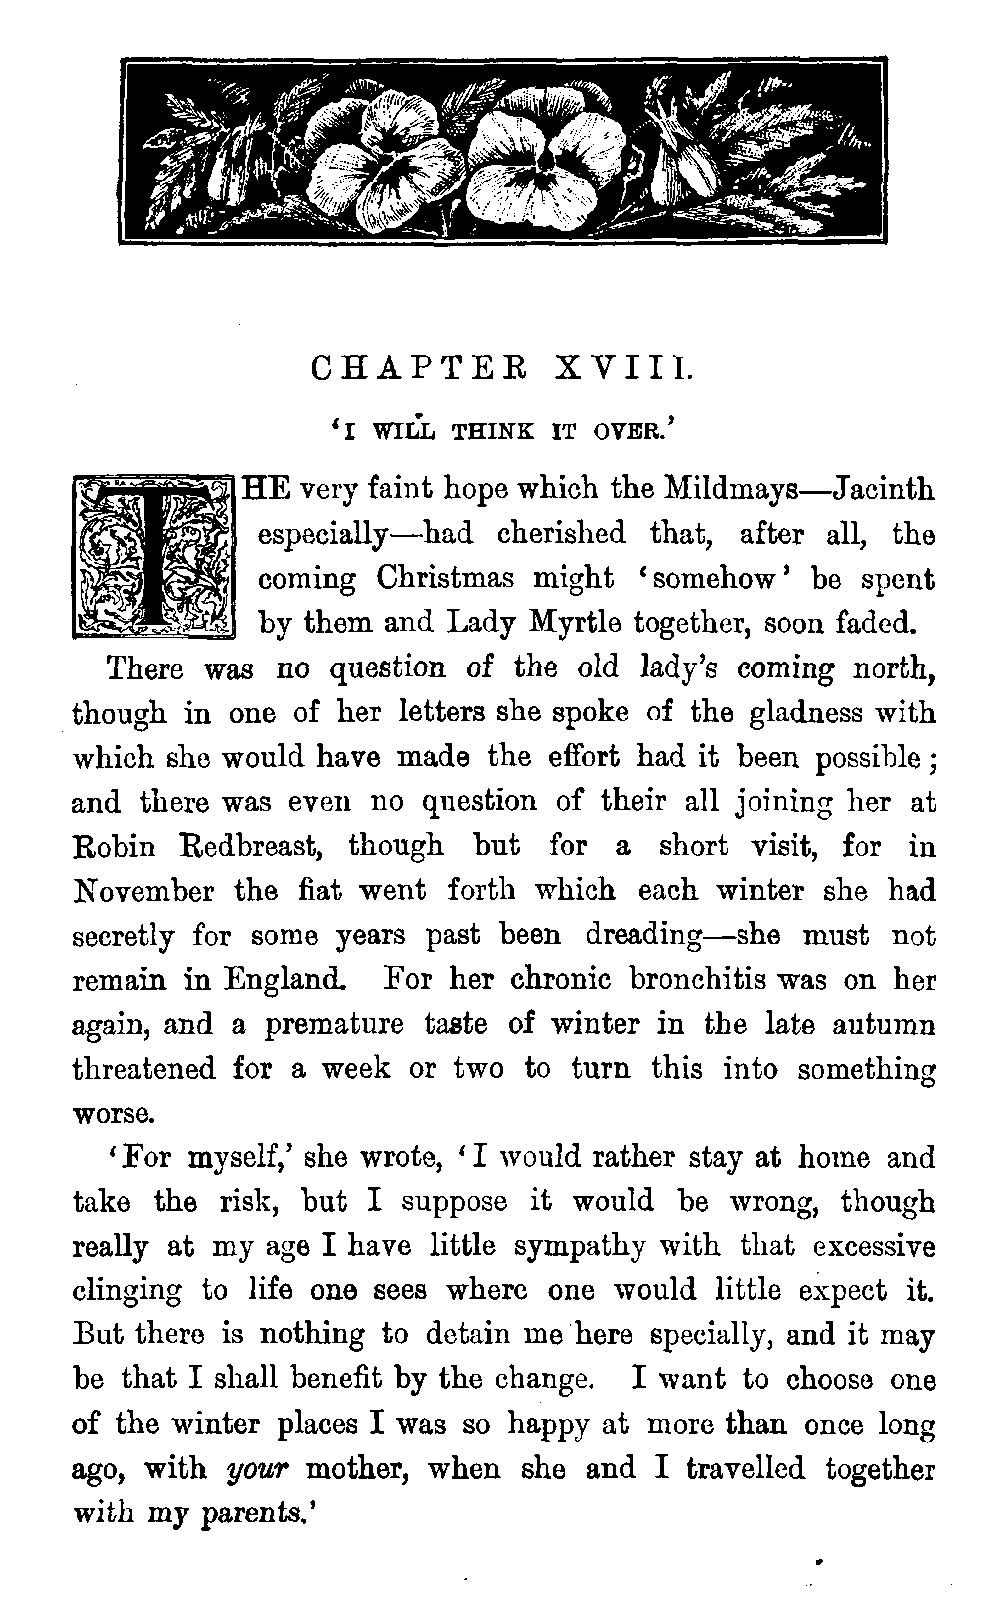 CHAPTER XVIII.
‘I WILL THINK IT OVER.’
THE very faint hope which the Mildmays—Jacinth
especially—had cherished that, after all, the
coming Christmas might ‘somehow’ be spent
by them and Lady Myrtle together, soon faded.
There was no question of the old lady’s coming north,
though in one of her letters she spoke of the gladness with
which she would have made the effort had it been possible;
and there was even no question of their all joining her at
Robin Redbreast, though but for a short visit, for in
November the fiat went forth which each winter she had
secretly for some years past been dreading—she must not
remain in England. For her chronic bronchitis was on her
again, and a premature taste of winter in the late autumn
threatened for a week or two to turn this into something
worse.
‘For myself,’ she wrote, ‘I would rather stay at home and
take the risk, but I suppose it would be wrong, though
really at my age I have little sympathy with that excessive
clinging to life one sees where one would little expect it.
But there is nothing to detain me here specially, and it may
be that I shall benefit by the change. I want to choose one
of the winter places I was so happy at more than once long
ago, with your mother, when she and I travelled together
with my parents.’